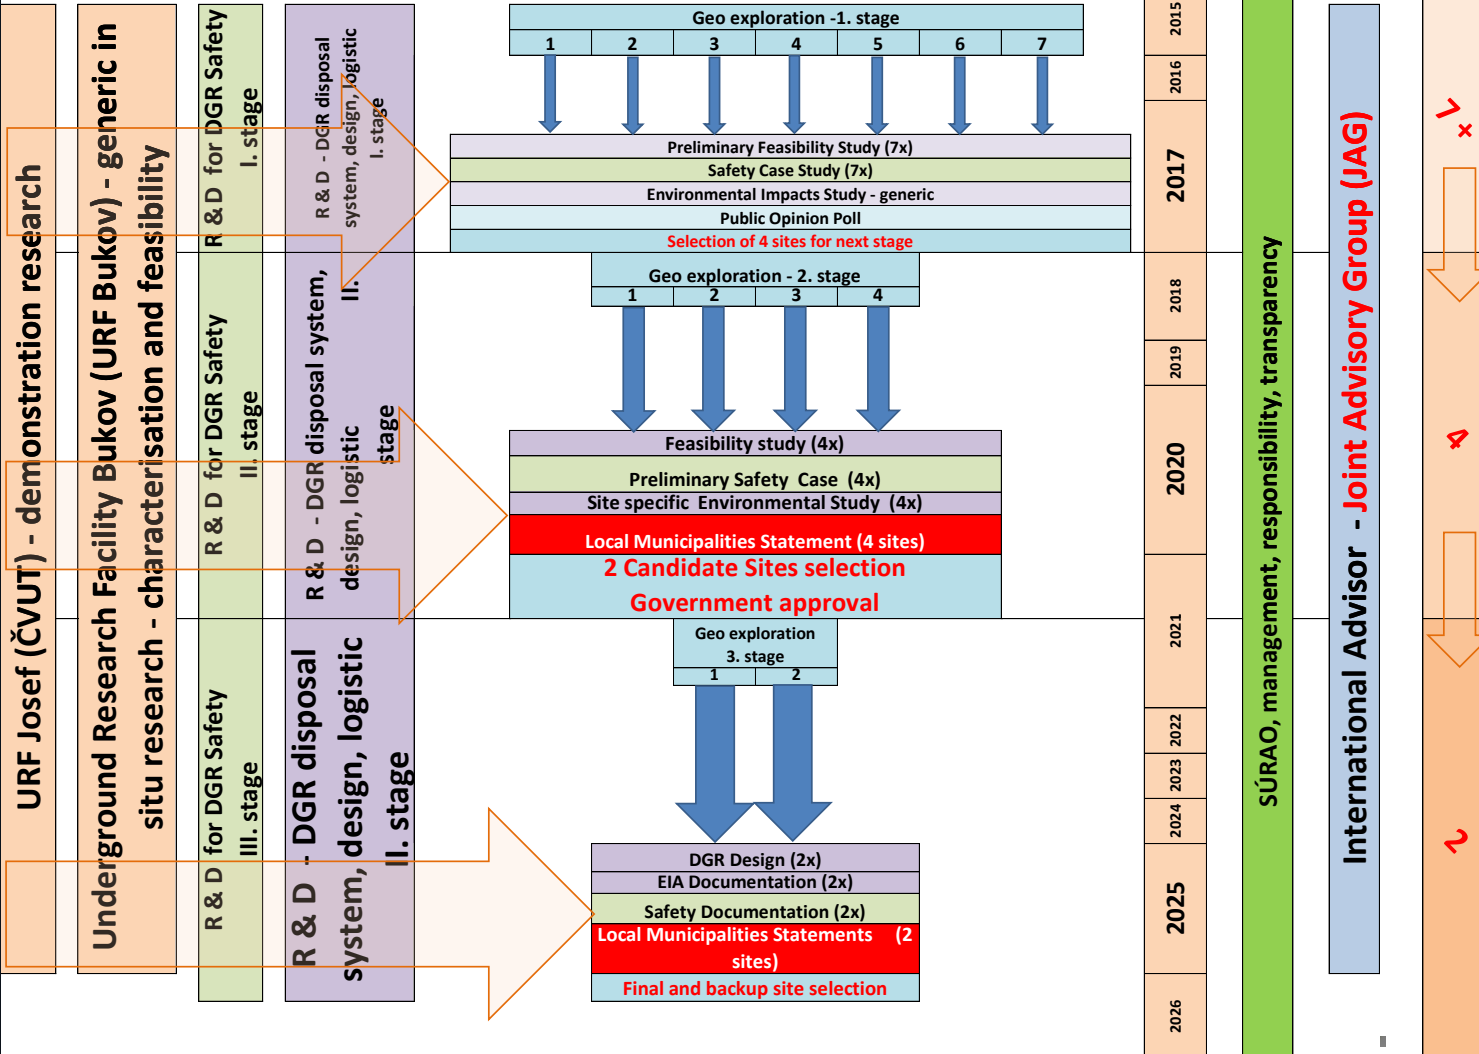 URF Josef (ČVUT) - demonstration research
Underground Research Facility Bukov (URF Bukov) - generic in
situ research - characterisation and feasibility
R & D for DGR Safety
I. stage
R & D for DGR Safety
II. stage
R & D for DGR Safety
III. stage
R & D - DGR disposal
system, design, logistic
I. stage
R & D - DGR disposal system,
design, logistic
II.
stage
R & D - DGR disposal
system, design, logistic
II. stage
Geo exploration -1. stage
1 2 3 4 5 6 7
Preliminary Feasibility Study (7x)
Safety Case Study (7x)
Environmental Impacts Study - generic
Public Opinion Poll
Selection of 4 sites for next stage
Geo exploration - 2. stage
1 2 3 4
Feasibility study (4x)
Preliminary Safety Case (4x)
Site specific Environmental Study (4x)
Local Municipalities Statement (4 sites)
2 Candidate Sites selection
Government approval
Geo exploration
3. stage
1 2
DGR Design (2x)
EIA Documentation (2x)
Safety Documentation (2x)
Local Municipalities Statements (2
sites)
Final and backup site selection
2015
2016
2017
2018
2019
2020
2021
2022
2023
2024
2025
2026
SÚRAO, management, responsibility, transparency
International Advisor - Joint Advisory Group (JAG)
7 x
4
2